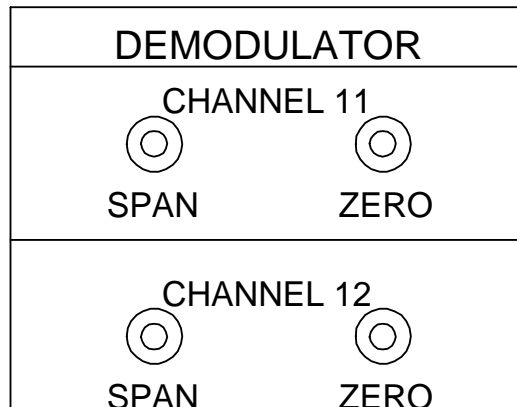 DEMODULATOR
CHANNEL 11
SPAN ZERO
CHANNEL 12
SPAN ZERO